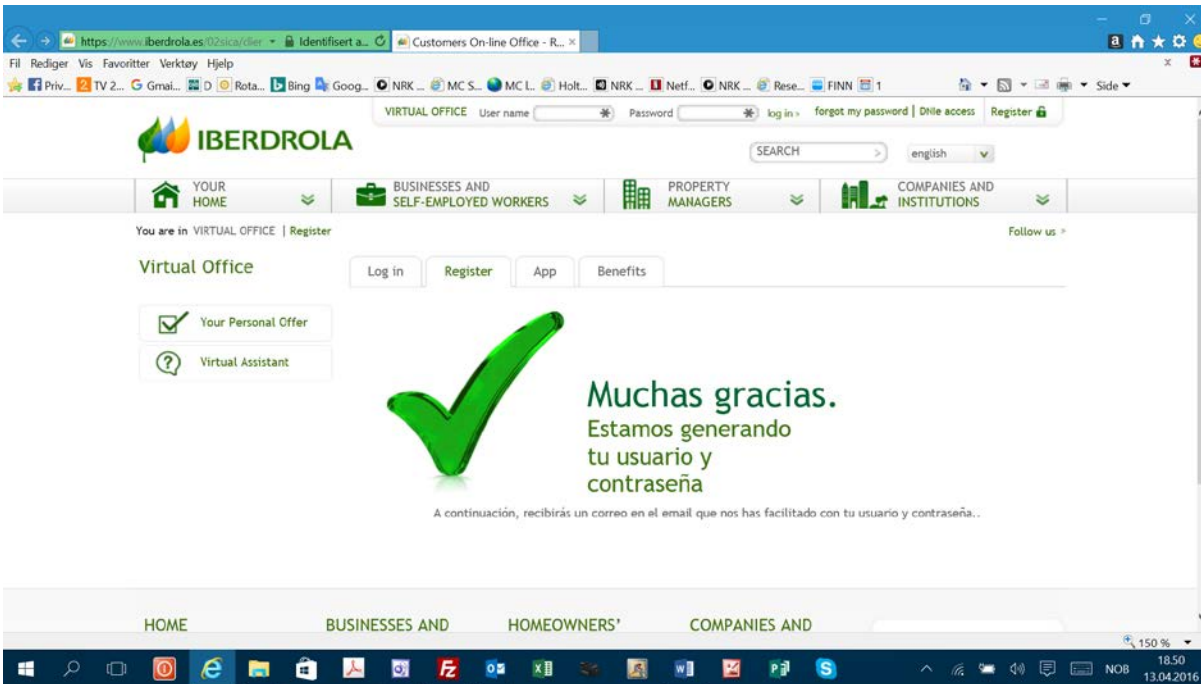 https://www.iberdrola.es/02sica/clier Identifisert a... Customers On-line Office - R...
Fil Rediger Vis Favoritter Verktøy Hjelp
Priv... TV 2... Gmai... D Rota... Bing Goog... NRK ... MC S... MC I... Holt... NRK ... Netf... NRK ... Rese... FINN 1 Side
VIRTUAL OFFICE User name Password log in > forgot my password | DNIe access Register
IBERDROLA
SEARCH > english
YOUR HOME
BUSINESSES AND SELF-EMPLOYED WORKERS
PROPERTY MANAGERS
COMPANIES AND INSTITUTIONS
You are in VIRTUAL OFFICE | Register Follow us >
Virtual Office
Log in Register App Benefits
Your Personal Offer
Virtual Assistant
Muchas gracias.
Estamos generando
tu usuario y
contraseña
A continuación, recibirás un correo en el email que nos has facilitado con tu usuario y contraseña..
HOME BUSINESSES AND HOMEOWNERS' COMPANIES AND
150 %
NOB 18.50
13.04.2016